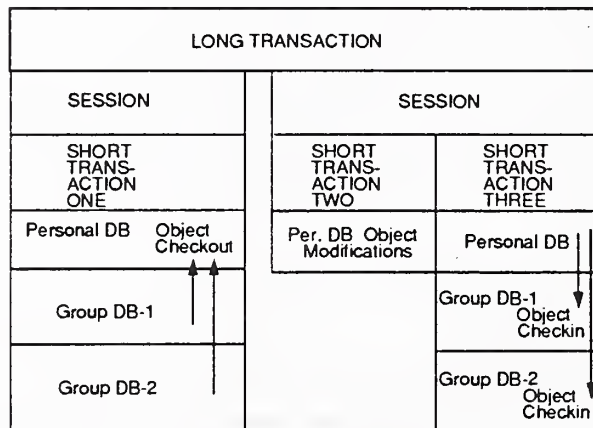 LONG TRANSACTION
SESSION
SESSION
SHORT
TRANS-
ACTION
ONE
SHORT
TRANS-
ACTION
TWO
SHORT
TRANS-
ACTION
THREE
Personal DB
Object
Checkout
Per. DB Object
Modifications
Personal DB
Group DB-1
Group DB-1
Object
Checkin
Group DB-2
Group DB-2
Object
Checkin